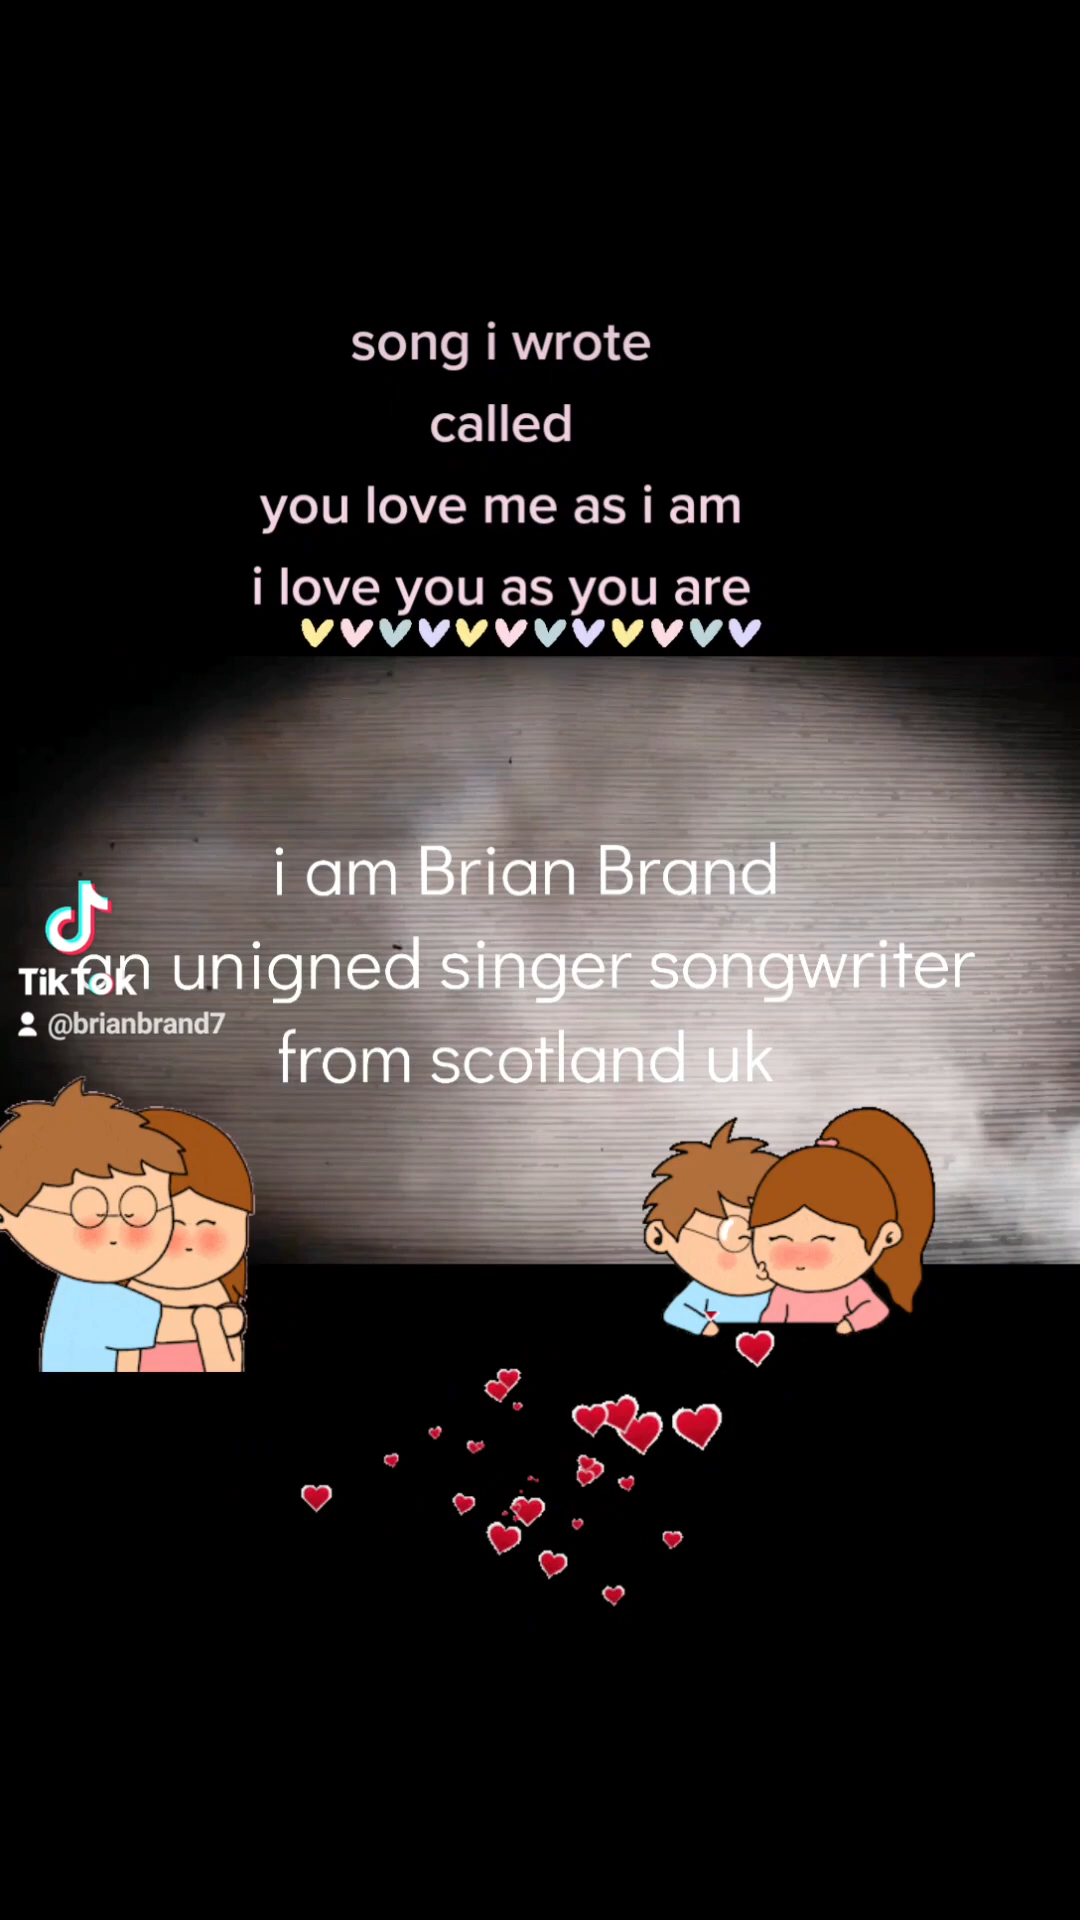 song i wrote
called
you love me as i am
i love you as you are
i am Brian Brand
an unigned singer songwriter
from scotland uk
TikTok
@brianbrand7